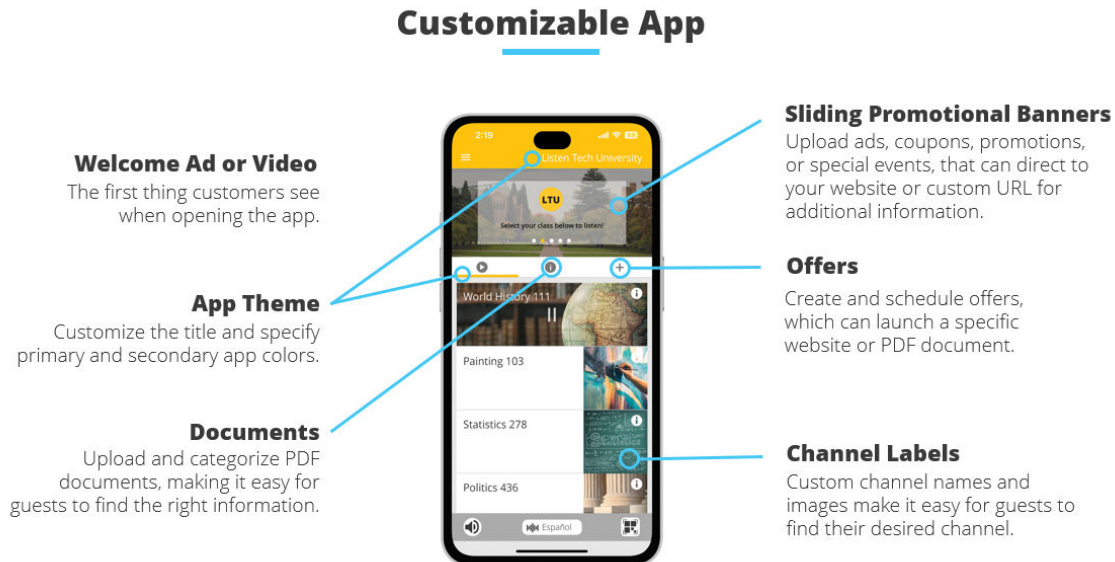 Customizable App
Welcome Ad or Video
The first thing customers see
when opening the app.
App Theme
Customize the title and specify
primary and secondary app colors.
Documents
Upload and categorize PDF
documents, making it easy for
guests to find the right information.
2:19
Listen Tech University
LTU
Select your class below to listen!
World History 111
Painting 103
Statistics 278
Politics 436
Español
Sliding Promotional Banners
Upload ads, coupons, promotions,
or special events, that can direct to
your website or custom URL for
additional information.
Offers
Create and schedule offers,
which can launch a specific
website or PDF document.
Channel Labels
Custom channel names and
images make it easy for guests to
find their desired channel.